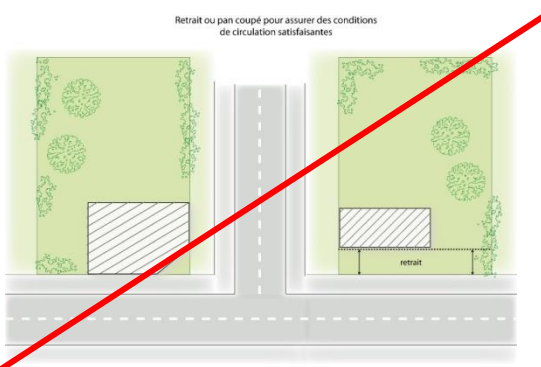 Retrait ou pan coupé pour assurer des conditions
de circulation satisfaisantes
retrait